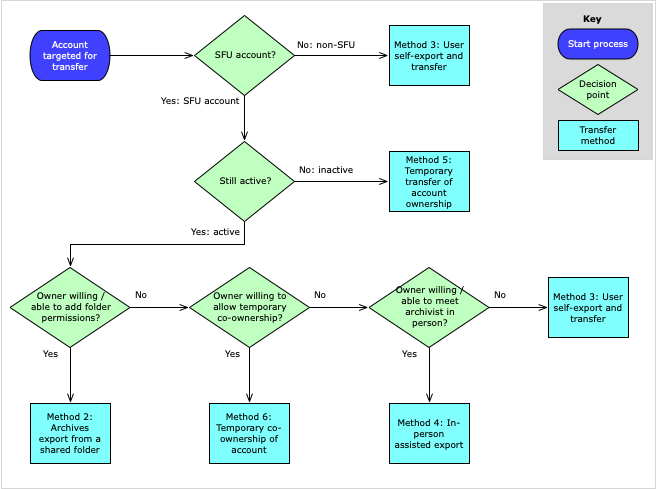 Key
Start process
Decision
point
Transfer
method
Account
targeted for
transfer
SFU account?
No: non-SFU
Method 3: User
self-export and
transfer
Yes: SFU account
Still active?
No: inactive
Method 5:
Temporary
transfer of
account
ownership
Yes: active
Owner willing /
able to add folder
permissions?
No
Owner willing to
allow temporary
co-ownership?
No
Owner willing /
able to meet
archivist in
person?
No
Method 3: User
self-export and
transfer
Yes
Yes
Yes
Method 2:
Archives
export from a
shared folder
Method 6:
Temporary co-
ownership of
account
Method 4: In-
person
assisted export